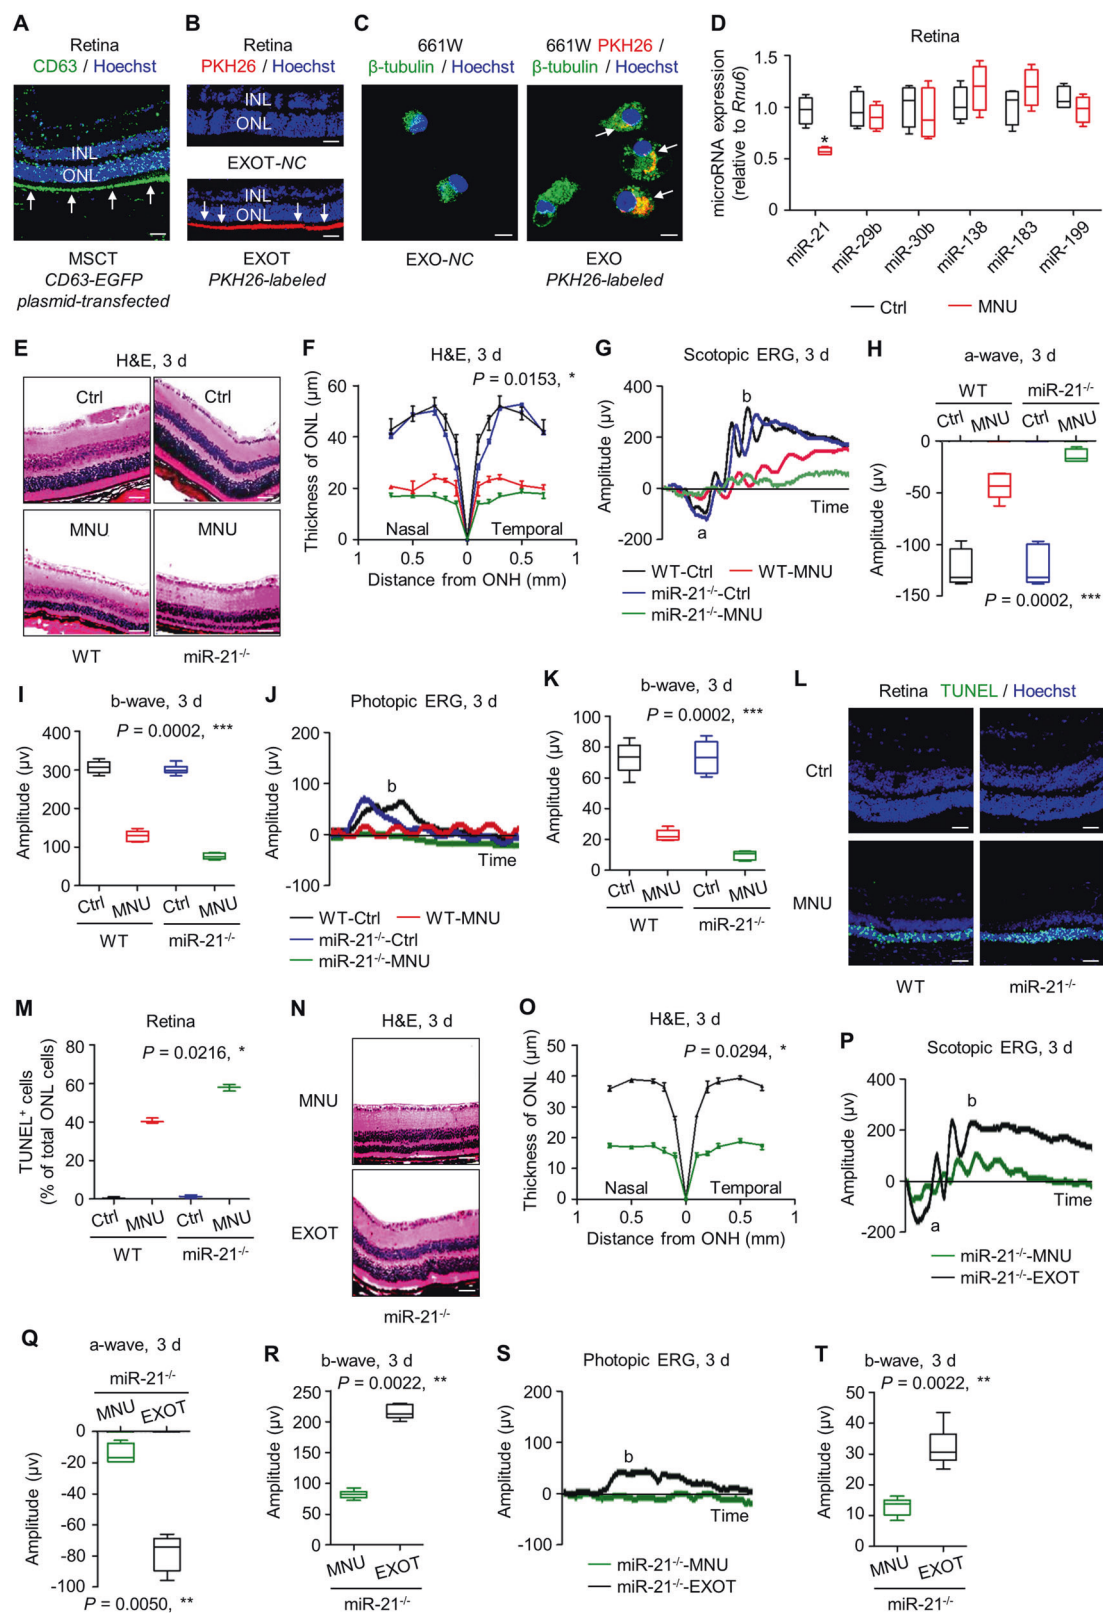 A
Retina
CD63 / Hoechst
INL
ONL
MSCT
CD63-EGFP
plasmid-transfected
B
Retina
PKH26 / Hoechst
INL
ONL
EXOT-NC
INL
ONL
EXOT
PKH26-labeled
C
661W
β-tubulin / Hoechst
EXO-NC
661W PKH26 /
β-tubulin / Hoechst
EXO
PKH26-labeled
D
Retina
microRNA expression
(relative to Rnu6)
1.5
1.0
0.5
0
*
miR-21
miR-29b
miR-30b
miR-138
miR-183
miR-199
Ctrl
MNU
E
H&E, 3 d
Ctrl
Ctrl
MNU
MNU
WT
miR-21-/-
F
H&E, 3 d
P = 0.0153, *
Thickness of ONL (μm)
60
40
20
0
Nasal
Temporal
1
0.5
0
0.5
1
Distance from ONH (mm)
G
Scotopic ERG, 3 d
Amplitude (μv)
400
200
0
-200
b
a
Time
WT-Ctrl
WT-MNU
miR-21-/--Ctrl
miR-21-/--MNU
H
a-wave, 3 d
WT
miR-21-/-
Ctrl
MNU
Ctrl
MNU
Amplitude (μv)
0
-50
-100
-150
P = 0.0002, ***
I
b-wave, 3 d
P = 0.0002, ***
Amplitude (μv)
400
300
200
100
0
Ctrl
MNU
Ctrl
MNU
WT
miR-21-/-
J
Photopic ERG, 3 d
Amplitude (μv)
200
100
0
-100
b
Time
WT-Ctrl
WT-MNU
miR-21-/--Ctrl
miR-21-/--MNU
K
b-wave, 3 d
P = 0.0002, ***
Amplitude (μv)
100
80
60
40
20
0
Ctrl
MNU
Ctrl
MNU
WT
miR-21-/-
L
Retina TUNEL / Hoechst
Ctrl
MNU
WT
miR-21-/-
M
Retina
P = 0.0216, *
TUNEL+ cells
(% of total ONL cells)
80
60
40
20
0
Ctrl
MNU
Ctrl
MNU
WT
miR-21-/-
N
H&E, 3 d
MNU
EXOT
miR-21-/-
O
H&E, 3 d
P = 0.0294, *
Thickness of ONL (μm)
50
40
30
20
10
0
Nasal
Temporal
1
0.5
0
0.5
1
Distance from ONH (mm)
P
Scotopic ERG, 3 d
Amplitude (μv)
400
200
0
-200
b
a
Time
miR-21-/--MNU
miR-21-/--EXOT
Q
a-wave, 3 d
miR-21-/-
MNU
EXOT
Amplitude (μv)
0
-20
-40
-60
-80
-100
P = 0.0050, **
R
b-wave, 3 d
P = 0.0022, **
Amplitude (μv)
250
200
150
100
50
0
MNU
EXOT
miR-21-/-
S
Photopic ERG, 3 d
Amplitude (μv)
200
100
0
-100
b
Time
miR-21-/--MNU
miR-21-/--EXOT
T
b-wave, 3 d
P = 0.0022, **
Amplitude (μv)
50
40
30
20
10
0
MNU
EXOT
miR-21-/-